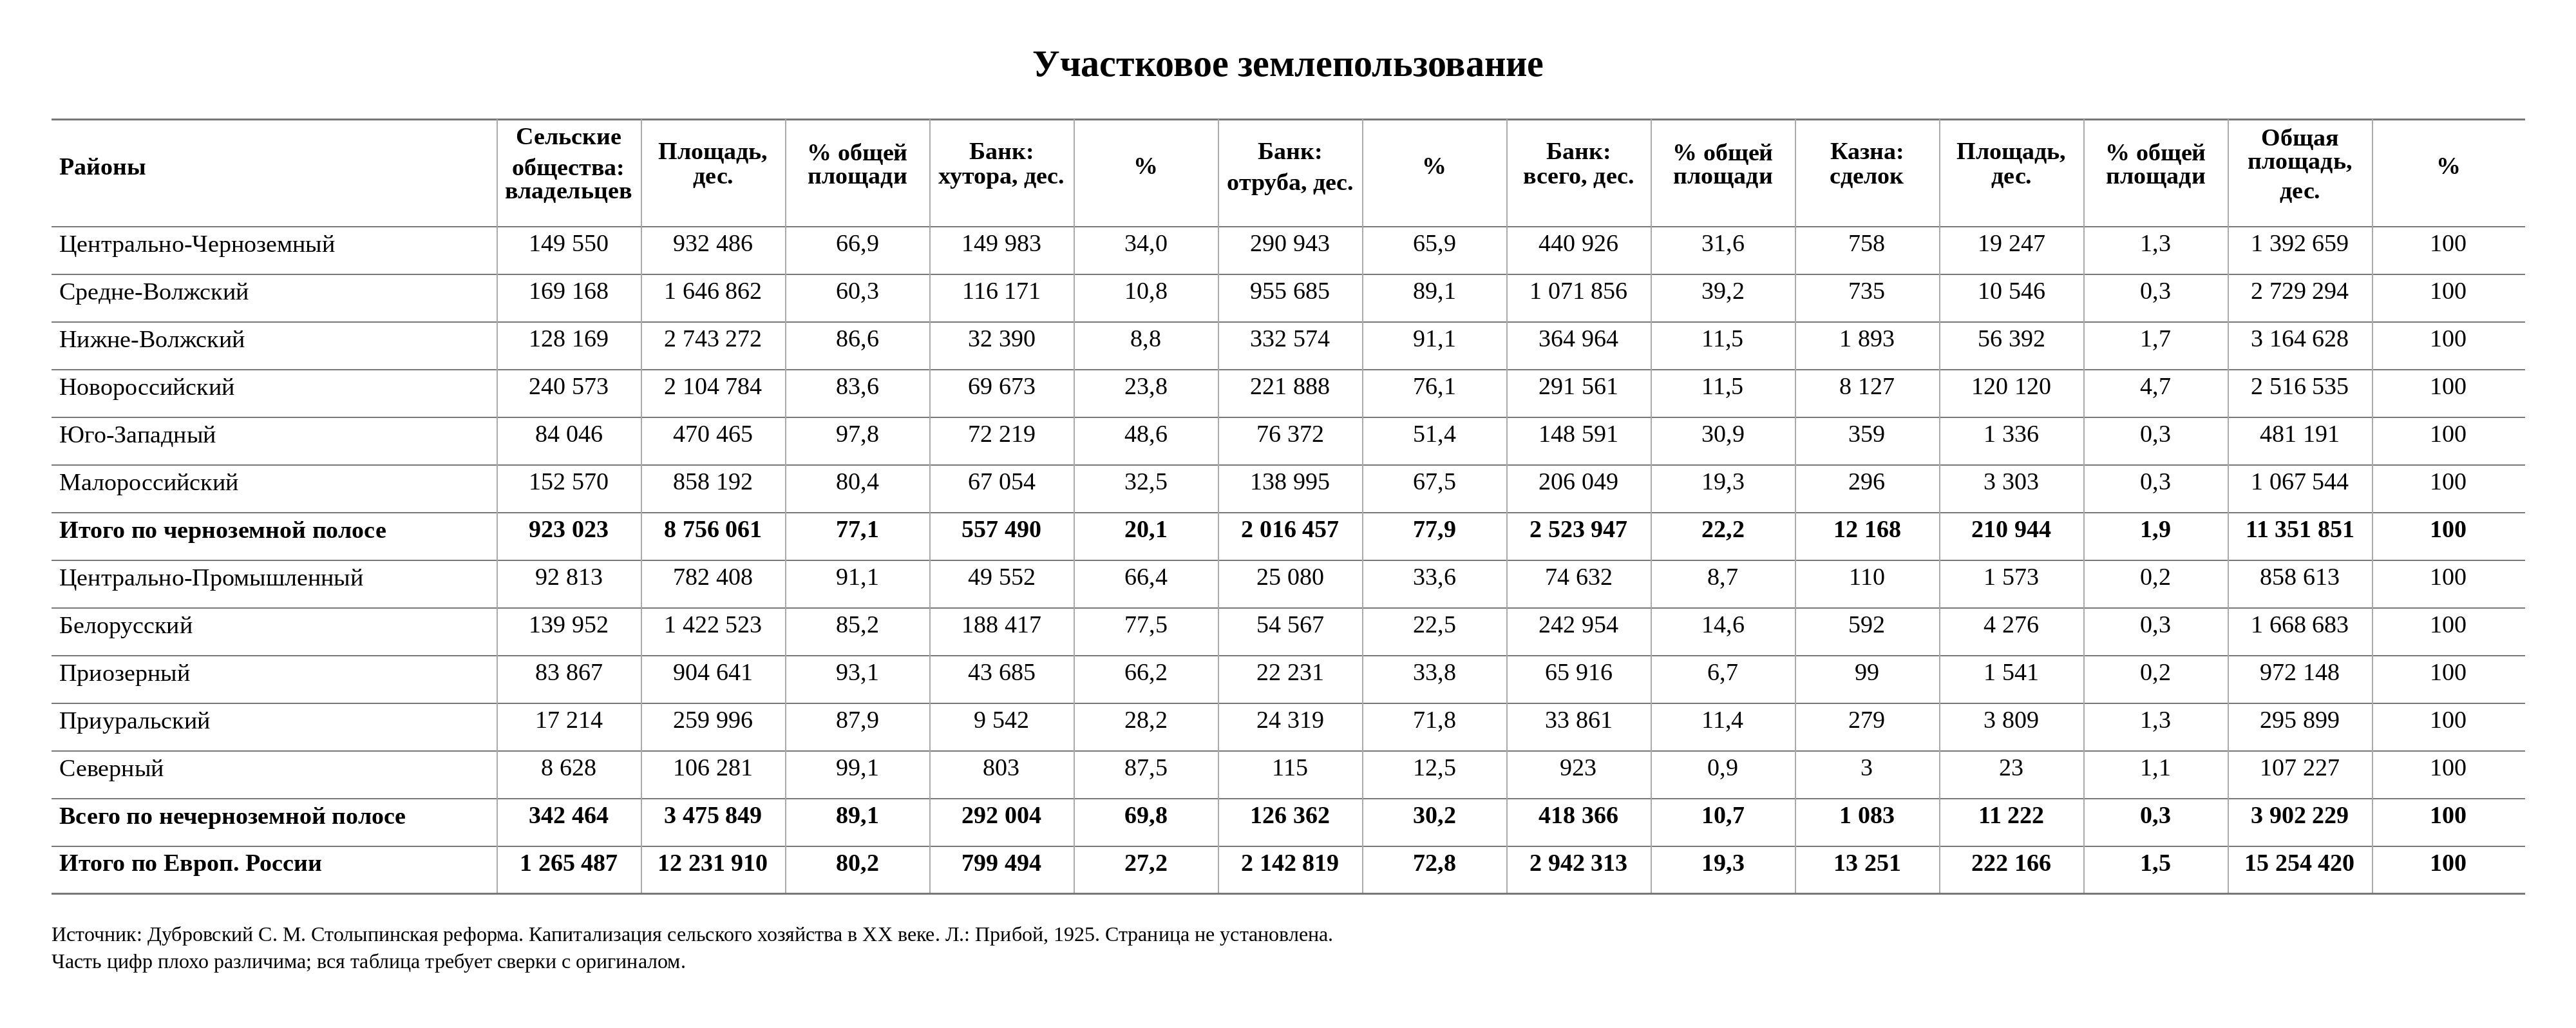 Участковое землепользование
Районы | Сельские общества: владельцев | Площадь, дес. | % общей площади | Банк: хутора, дес. | % | Банк: отруба, дес. | % | Банк: всего, дес. | % общей площади | Казна: сделок | Площадь, дес. | % общей площади | Общая площадь, дес. | %
Центрально-Черноземный | 149 550 | 932 486 | 66,9 | 149 983 | 34,0 | 290 943 | 65,9 | 440 926 | 31,6 | 758 | 19 247 | 1,3 | 1 392 659 | 100
Средне-Волжский | 169 168 | 1 646 862 | 60,3 | 116 171 | 10,8 | 955 685 | 89,1 | 1 071 856 | 39,2 | 735 | 10 546 | 0,3 | 2 729 294 | 100
Нижне-Волжский | 128 169 | 2 743 272 | 86,6 | 32 390 | 8,8 | 332 574 | 91,1 | 364 964 | 11,5 | 1 893 | 56 392 | 1,7 | 3 164 628 | 100
Новороссийский | 240 573 | 2 104 784 | 83,6 | 69 673 | 23,8 | 221 888 | 76,1 | 291 561 | 11,5 | 8 127 | 120 120 | 4,7 | 2 516 535 | 100
Юго-Западный | 84 046 | 470 465 | 97,8 | 72 219 | 48,6 | 76 372 | 51,4 | 148 591 | 30,9 | 359 | 1 336 | 0,3 | 481 191 | 100
Малороссийский | 152 570 | 858 192 | 80,4 | 67 054 | 32,5 | 138 995 | 67,5 | 206 049 | 19,3 | 296 | 3 303 | 0,3 | 1 067 544 | 100
Итого по черноземной полосе | 923 023 | 8 756 061 | 77,1 | 557 490 | 20,1 | 2 016 457 | 77,9 | 2 523 947 | 22,2 | 12 168 | 210 944 | 1,9 | 11 351 851 | 100
Центрально-Промышленный | 92 813 | 782 408 | 91,1 | 49 552 | 66,4 | 25 080 | 33,6 | 74 632 | 8,7 | 110 | 1 573 | 0,2 | 858 613 | 100
Белорусский | 139 952 | 1 422 523 | 85,2 | 188 417 | 77,5 | 54 567 | 22,5 | 242 954 | 14,6 | 592 | 4 276 | 0,3 | 1 668 683 | 100
Приозерный | 83 867 | 904 641 | 93,1 | 43 685 | 66,2 | 22 231 | 33,8 | 65 916 | 6,7 | 99 | 1 541 | 0,2 | 972 148 | 100
Приуральский | 17 214 | 259 996 | 87,9 | 9 542 | 28,2 | 24 319 | 71,8 | 33 861 | 11,4 | 279 | 3 809 | 1,3 | 295 899 | 100
Северный | 8 628 | 106 281 | 99,1 | 803 | 87,5 | 115 | 12,5 | 923 | 0,9 | 3 | 23 | 1,1 | 107 227 | 100
Всего по нечерноземной полосе | 342 464 | 3 475 849 | 89,1 | 292 004 | 69,8 | 126 362 | 30,2 | 418 366 | 10,7 | 1 083 | 11 222 | 0,3 | 3 902 229 | 100
Итого по Европ. России | 1 265 487 | 12 231 910 | 80,2 | 799 494 | 27,2 | 2 142 819 | 72,8 | 2 942 313 | 19,3 | 13 251 | 222 166 | 1,5 | 15 254 420 | 100
Источник: Дубровский С. М. Столыпинская реформа. Капитализация сельского хозяйства в XX веке. Л.: Прибой, 1925. Страница не установлена.
Часть цифр плохо различима; вся таблица требует сверки с оригиналом.